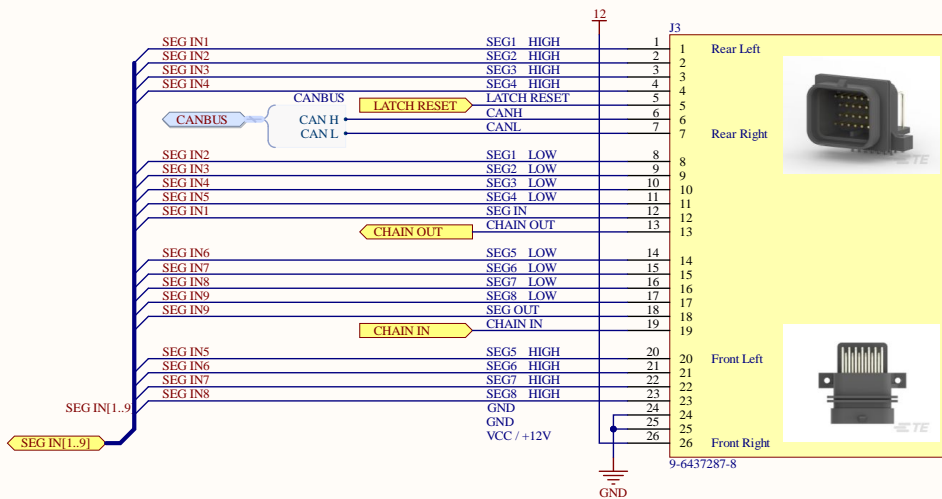 12
J3
SEG IN1 SEG1 HIGH 1 1 Rear Left
SEG IN2 SEG2 HIGH 2 2
SEG IN3 SEG3 HIGH 3 3
SEG IN4 SEG4 HIGH 4 4
CANBUS LATCH RESET LATCH RESET 5 5
CANBUS CAN H CANH 6 6
CAN L CANL 7 7 Rear Right
SEG IN2 SEG1 LOW 8 8
SEG IN3 SEG2 LOW 9 9
SEG IN4 SEG3 LOW 10 10
SEG IN5 SEG4 LOW 11 11
SEG IN1 SEG IN 12 12
CHAIN OUT CHAIN OUT 13 13
SEG IN6 SEG5 LOW 14 14
SEG IN7 SEG6 LOW 15 15
SEG IN8 SEG7 LOW 16 16
SEG IN9 SEG8 LOW 17 17
SEG IN9 SEG OUT 18 18
CHAIN IN CHAIN IN 19 19
SEG IN5 SEG5 HIGH 20 20 Front Left
SEG IN6 SEG6 HIGH 21 21
SEG IN7 SEG7 HIGH 22 22
SEG IN8 SEG8 HIGH 23 23
SEG IN[1..9] GND 24 24
GND 25 25
SEG IN[1..9] VCC / +12V 26 26 Front Right
9-6437287-8
GND
TE
TE